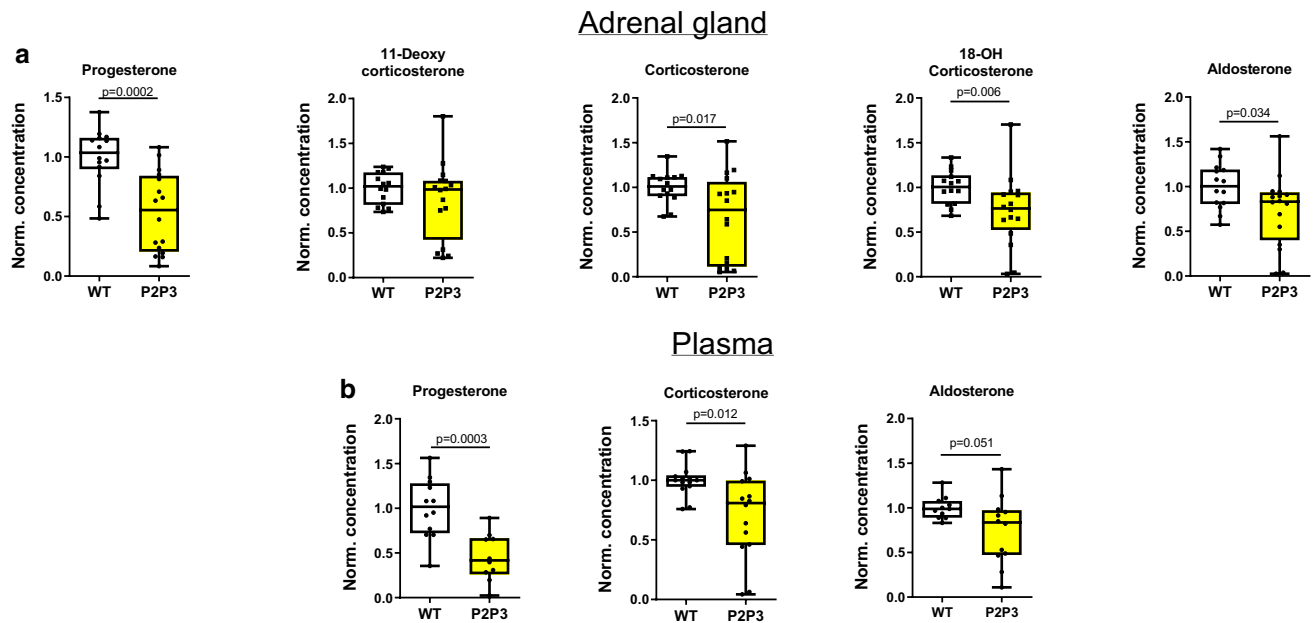 Adrenal gland
a
Progesterone
p=0.0002
Norm. concentration
1.5
1.0
0.5
0.0
WT P2P3
11-Deoxy
corticosterone
Norm. concentration
2.0
1.5
1.0
0.5
0.0
WT P2P3
Corticosterone
p=0.017
Norm. concentration
2.0
1.5
1.0
0.5
0.0
WT P2P3
18-OH
Corticosterone
p=0.006
Norm. concentration
2.0
1.5
1.0
0.5
0.0
WT P2P3
Aldosterone
p=0.034
Norm. concentration
2.0
1.5
1.0
0.5
0.0
WT P2P3
Plasma
b
Progesterone
p=0.0003
Norm. concentration
2.0
1.5
1.0
0.5
0.0
WT P2P3
Corticosterone
p=0.012
Norm. concentration
1.5
1.0
0.5
0.0
WT P2P3
Aldosterone
p=0.051
Norm. concentration
2.0
1.5
1.0
0.5
0.0
WT P2P3